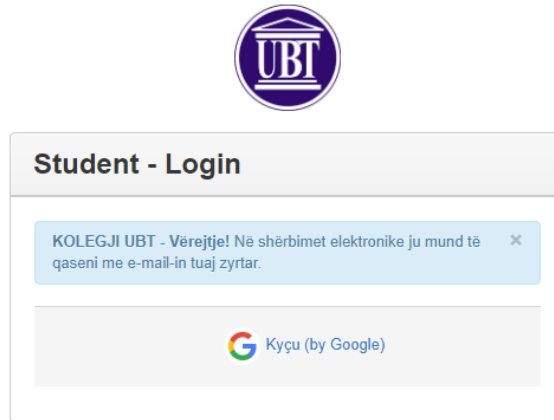 UBT
Student - Login
KOLEGJI UBT - Vërejtje! Në shërbimet elektronike ju mund të
qaseni me e-mail-in tuaj zyrtar.
×
Kyçu (by Google)